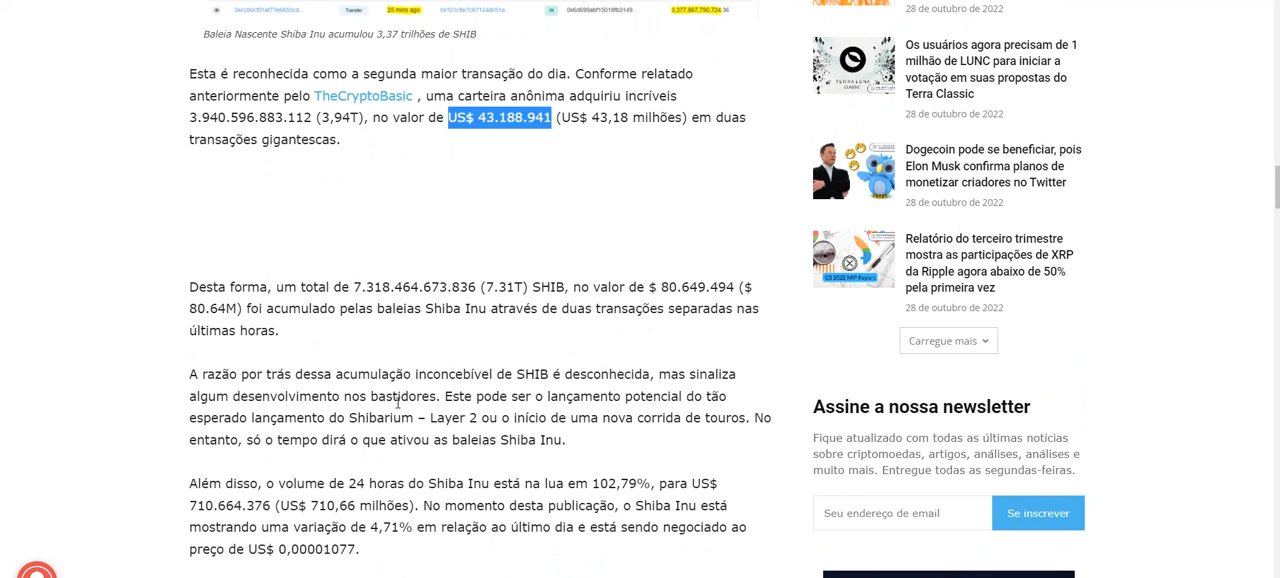 Transfer
Baleia Nascente Shiba Inu acumulou 3,37 trilhões de SHIB
Esta é reconhecida como a segunda maior transação do dia. Conforme relatado
anteriormente pelo TheCryptoBasic , uma carteira anônima adquiriu incríveis
3.940.596.883.112 (3,94T), no valor de US$ 43.188.941 (US$ 43,18 milhões) em duas
transações gigantescas.
Desta forma, um total de 7.318.464.673.836 (7.31T) SHIB, no valor de $ 80.649.494 ($
80.64M) foi acumulado pelas baleias Shiba Inu através de duas transações separadas nas
últimas horas.
A razão por trás dessa acumulação inconcebível de SHIB é desconhecida, mas sinaliza
algum desenvolvimento nos bastidores. Este pode ser o lançamento potencial do tão
esperado lançamento do Shibarium – Layer 2 ou o início de uma nova corrida de touros. No
entanto, só o tempo dirá o que ativou as baleias Shiba Inu.
Além disso, o volume de 24 horas do Shiba Inu está na lua em 102,79%, para US$
710.664.376 (US$ 710,66 milhões). No momento desta publicação, o Shiba Inu está
mostrando uma variação de 4,71% em relação ao último dia e está sendo negociado ao
preço de US$ 0,00001077.
28 de outubro de 2022
TERRA LUNA
CLASSIC
Os usuários agora precisam de 1
milhão de LUNC para iniciar a
votação em suas propostas do
Terra Classic
28 de outubro de 2022
Dogecoin pode se beneficiar, pois
Elon Musk confirma planos de
monetizar criadores no Twitter
28 de outubro de 2022
Q3 2022 XRP Report
Relatório do terceiro trimestre
mostra as participações de XRP
da Ripple agora abaixo de 50%
pela primeira vez
28 de outubro de 2022
Carregue mais
Assine a nossa newsletter
Fique atualizado com todas as últimas notícias
sobre criptomoedas, artigos, análises, análises e
muito mais. Entregue todas as segundas-feiras.
Seu endereço de email
Se inscrever